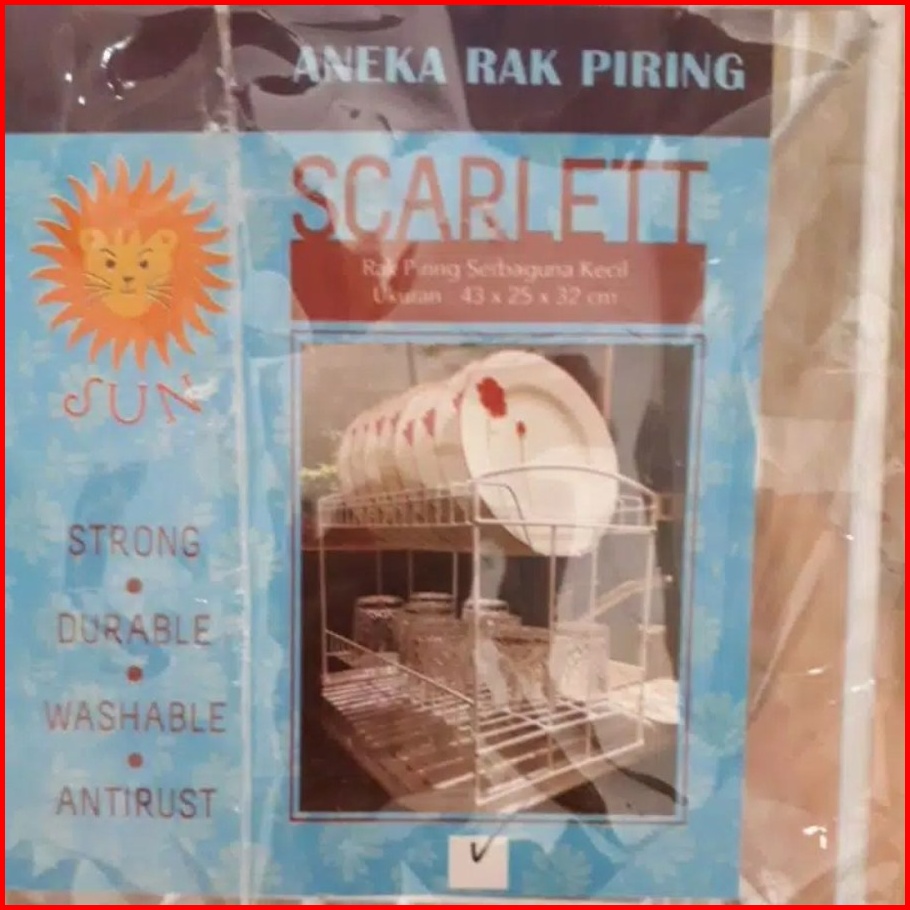 ANEKA RAK PIRING
SCARLETT
Rak Piring Serbaguna Kecil
Ukuran 43 x 25 x 32 cm
SUN
STRONG
DURABLE
WASHABLE
ANTIRUST